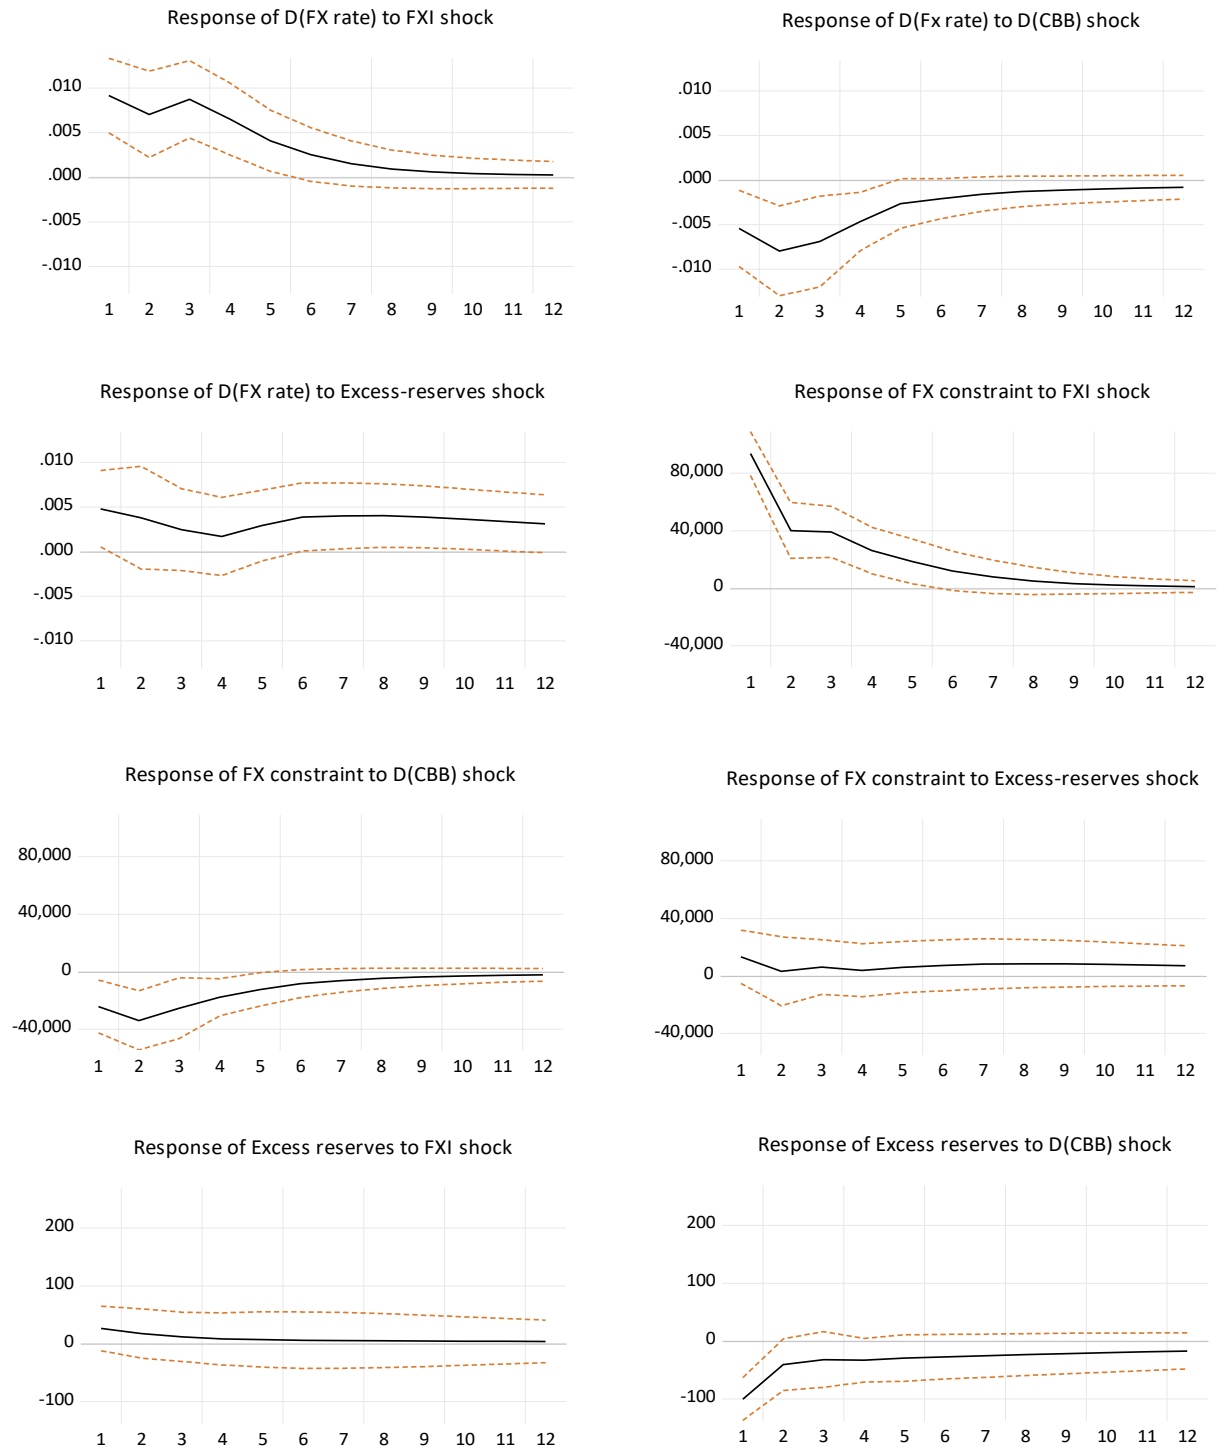 Response of D(FX rate) to FXI shock
.010
.005
.000
-.005
-.010
1 2 3 4 5 6 7 8 9 10 11 12
Response of D(Fx rate) to D(CBB) shock
.010
.005
.000
-.005
-.010
1 2 3 4 5 6 7 8 9 10 11 12
Response of D(FX rate) to Excess-reserves shock
.010
.005
.000
-.005
-.010
1 2 3 4 5 6 7 8 9 10 11 12
Response of FX constraint to FXI shock
80,000
40,000
0
-40,000
1 2 3 4 5 6 7 8 9 10 11 12
Response of FX constraint to D(CBB) shock
80,000
40,000
0
-40,000
1 2 3 4 5 6 7 8 9 10 11 12
Response of FX constraint to Excess-reserves shock
80,000
40,000
0
-40,000
1 2 3 4 5 6 7 8 9 10 11 12
Response of Excess reserves to FXI shock
200
100
0
-100
1 2 3 4 5 6 7 8 9 10 11 12
Response of Excess reserves to D(CBB) shock
200
100
0
-100
1 2 3 4 5 6 7 8 9 10 11 12